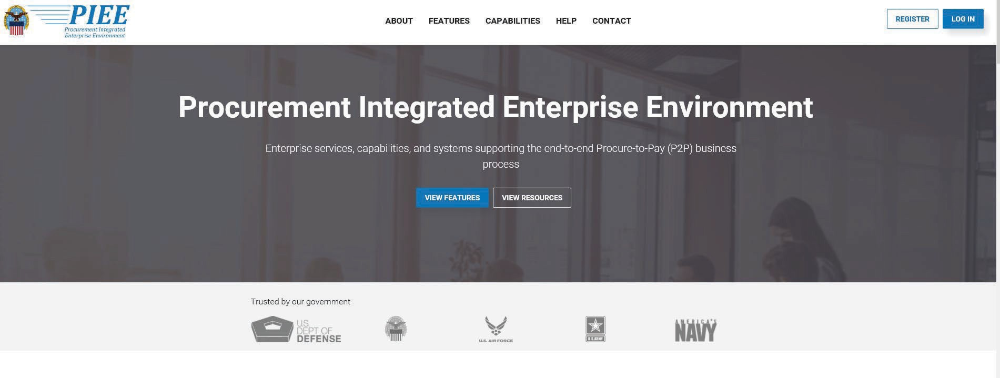 PIEE
Procurement Integrated
Enterprise Environment
ABOUT FEATURES CAPABILITIES HELP CONTACT
REGISTER LOG IN
Procurement Integrated Enterprise Environment
Enterprise services, capabilities, and systems supporting the end-to-end Procure-to-Pay (P2P) business
process
VIEW FEATURES VIEW RESOURCES
Trusted by our government
U.S.
DEPT OF
DEFENSE
U.S. AIR FORCE
U.S.ARMY
AMERICA'S
NAVY